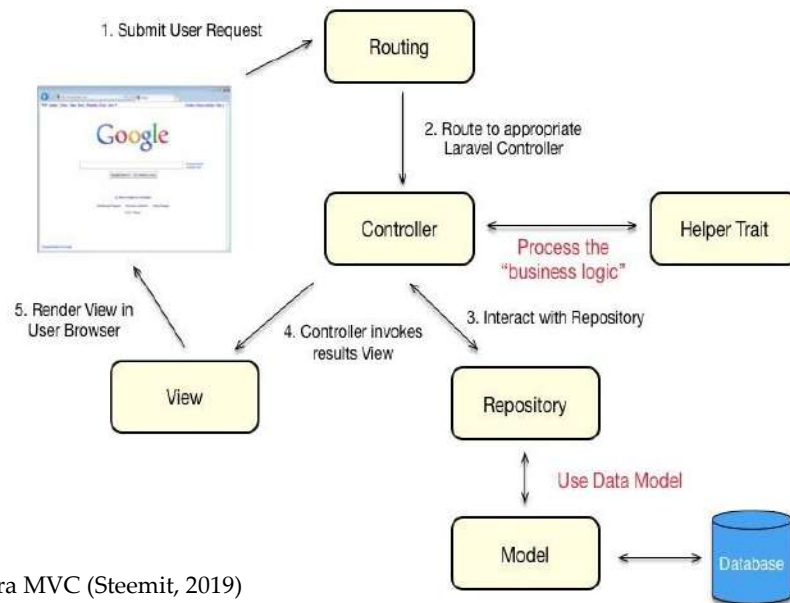 1. Submit User Request
Routing
Google
2. Route to appropriate
Laravel Controller
Controller
Process the
“business logic”
Helper Trait
5. Render View in
User Browser
4. Controller invokes
results View
3. Interact with Repository
View
Repository
Use Data Model
Model
Database
ra MVC (Steemit, 2019)